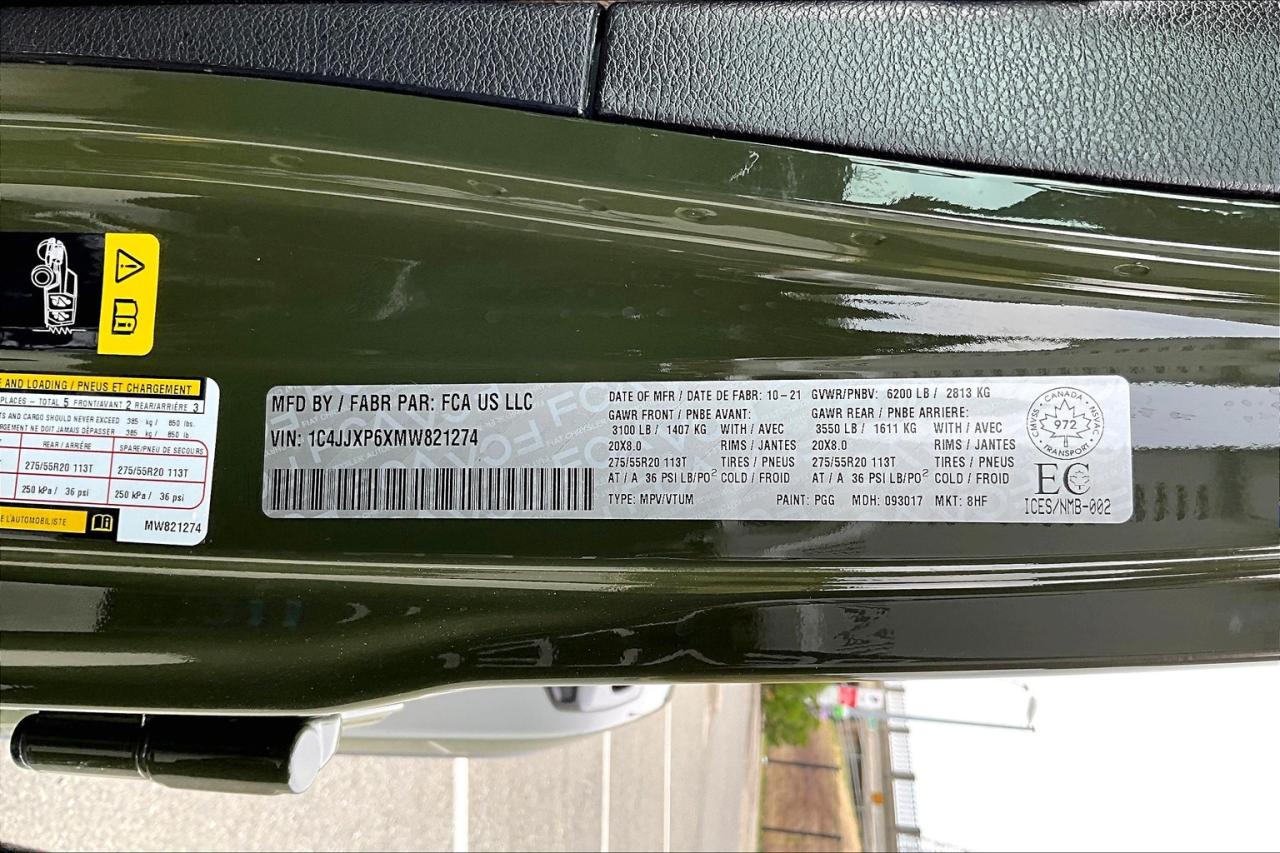 E AND LOADING / PNEUS ET CHARGEMENT
PLACES - TOTAL 5 FRONT/AVANT 2 REAR/ARRIÈRE 3
TS AND CARGO SHOULD NEVER EXCEED 385 kg / 850 lbs.
GEMENT NE DOIT JAMAIS DÉPASSER 385 kg / 850 lb
REAR / ARRIÈRE SPARE/PNEU DE SECOURS
T 275/55R20 113T 275/55R20 113T
250 kPa / 36 psi 250 kPa / 36 psi
E L'AUTOMOBILISTE
MW821274
MFD BY / FABR PAR: FCA US LLC
VIN: 1C4JJXP6XMW821274
DATE OF MFR / DATE DE FABR: 10-21 GVWR/PNBV: 6200 LB / 2813 KG
GAWR FRONT / PNBE AVANT: GAWR REAR / PNBE ARRIERE:
3100 LB / 1407 KG WITH / AVEC 3550 LB / 1611 KG WITH / AVEC
20X8.0 RIMS / JANTES 20X8.0 RIMS / JANTES
275/55R20 113T TIRES / PNEUS 275/55R20 113T TIRES / PNEUS
AT / A 36 PSI LB/PO² COLD / FROID AT / A 36 PSI LB/PO² COLD / FROID
TYPE: MPV/VTUM PAINT: PGG MDH: 093017 MKT: 8HF
CANADA
CMVSS NSVAC
972
TRANSPORT
EC
ICES/NMB-002